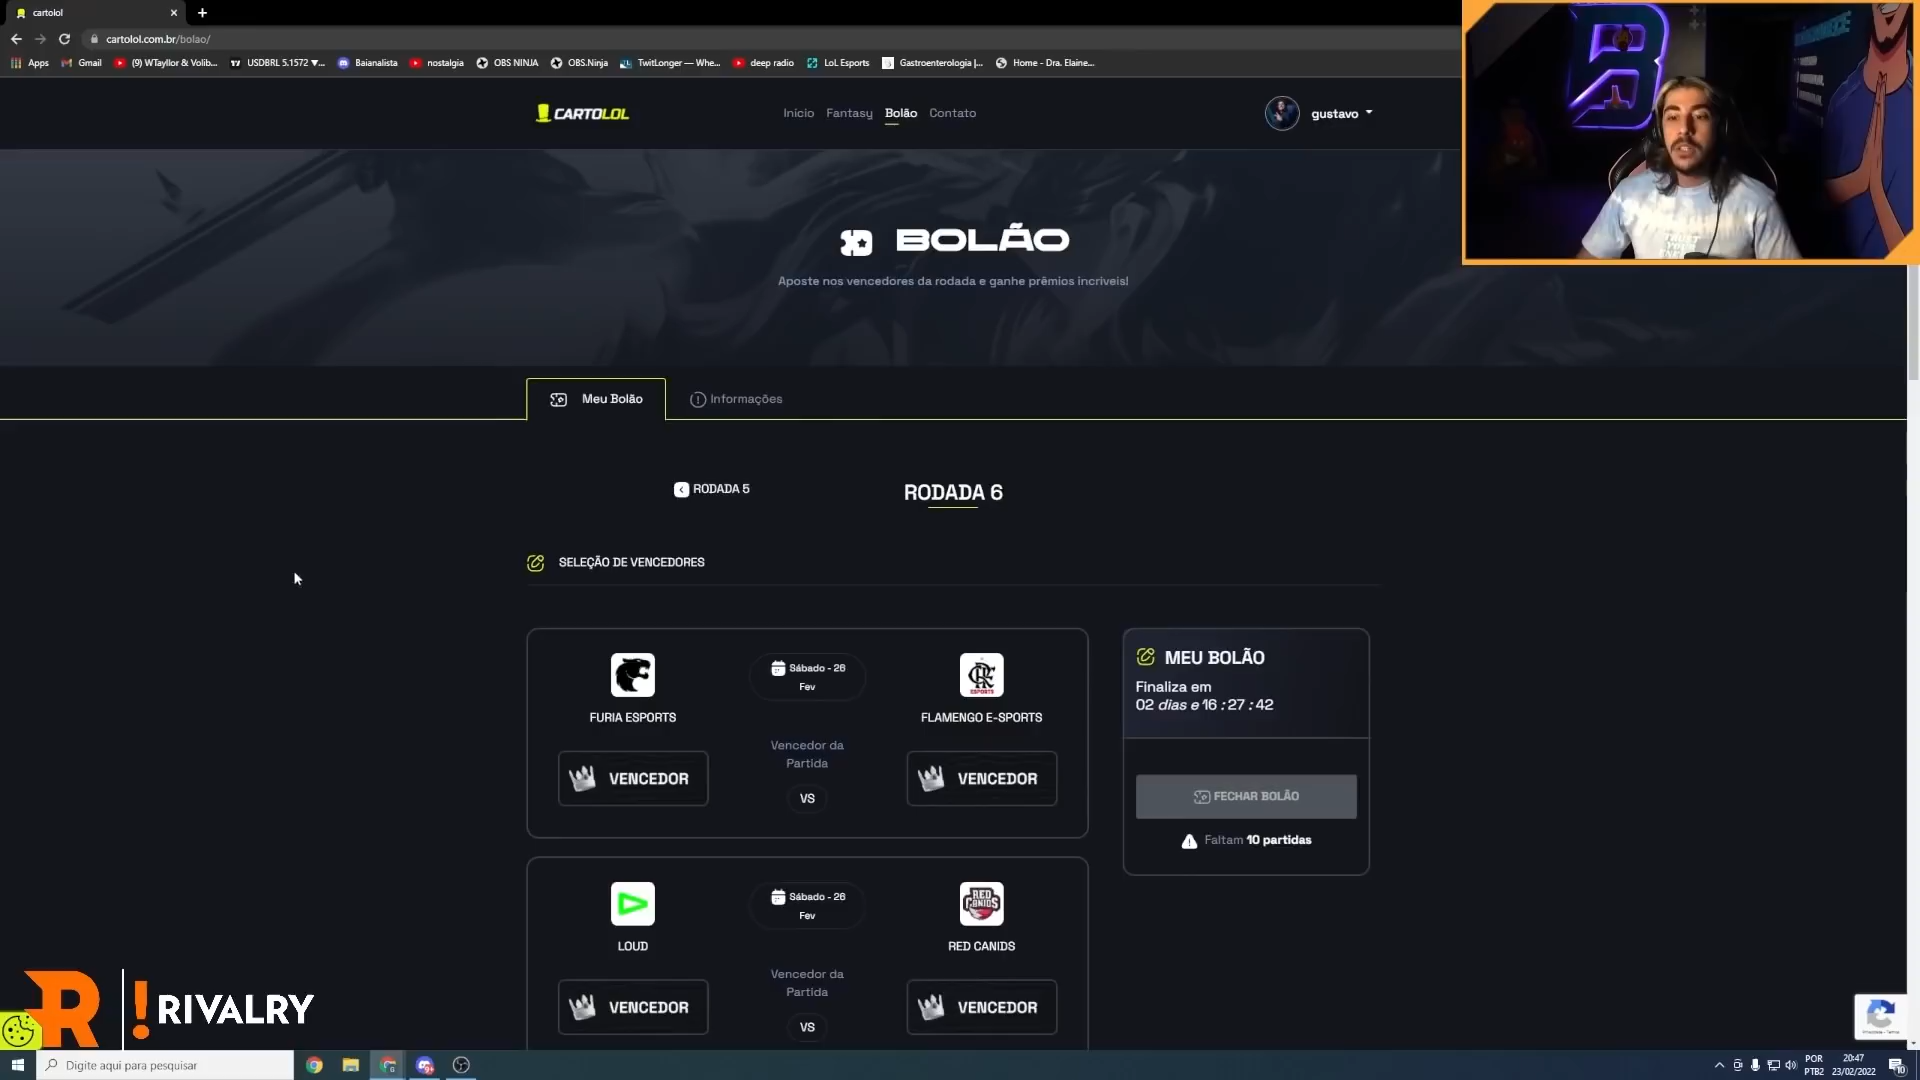 cartolol
cartolol.com.br/bolao/
Apps
Gmail
(9) WTayllor & Volib...
USDBRL 5.1572 ▼...
Baianalista
nostalgia
OBS NINJA
OBS.Ninja
TwitLonger — Whe...
deep radio
LoL Esports
Gastroenterologia |...
Home - Dra. Elaine...
CARTOLOL
Início
Fantasy
Bolão
Contato
gustavo
BOLÃO
Aposte nos vencedores da rodada e ganhe prêmios incríveis!
Meu Bolão
Informações
RODADA 5
RODADA 6
SELEÇÃO DE VENCEDORES
FURIA ESPORTS
Sábado - 26
Fev
ESPORTS
FLAMENGO E-SPORTS
Vencedor da
Partida
VENCEDOR
VS
VENCEDOR
MEU BOLÃO
Finaliza em
02 dias e 16 : 27 : 42
FECHAR BOLÃO
Faltam 10 partidas
LOUD
Sábado - 26
Fev
RED CANIDS
RED CANIDS
Vencedor da
Partida
VENCEDOR
VS
VENCEDOR
R !RIVALRY
Digite aqui para pesquisar
POR
PTB2
20:47
23/02/2022